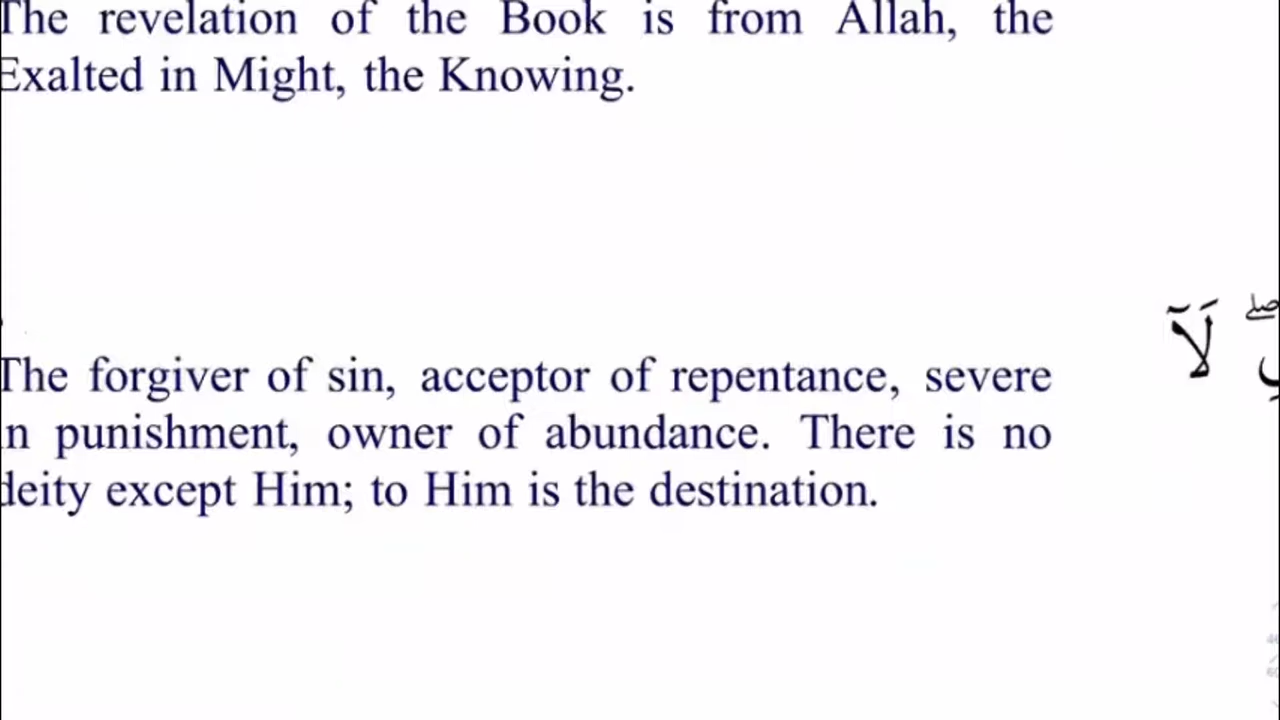 The revelation of the Book is from Allah, the
Exalted in Might, the Knowing.
لَآ
The forgiver of sin, acceptor of repentance, severe
in punishment, owner of abundance. There is no
deity except Him; to Him is the destination.